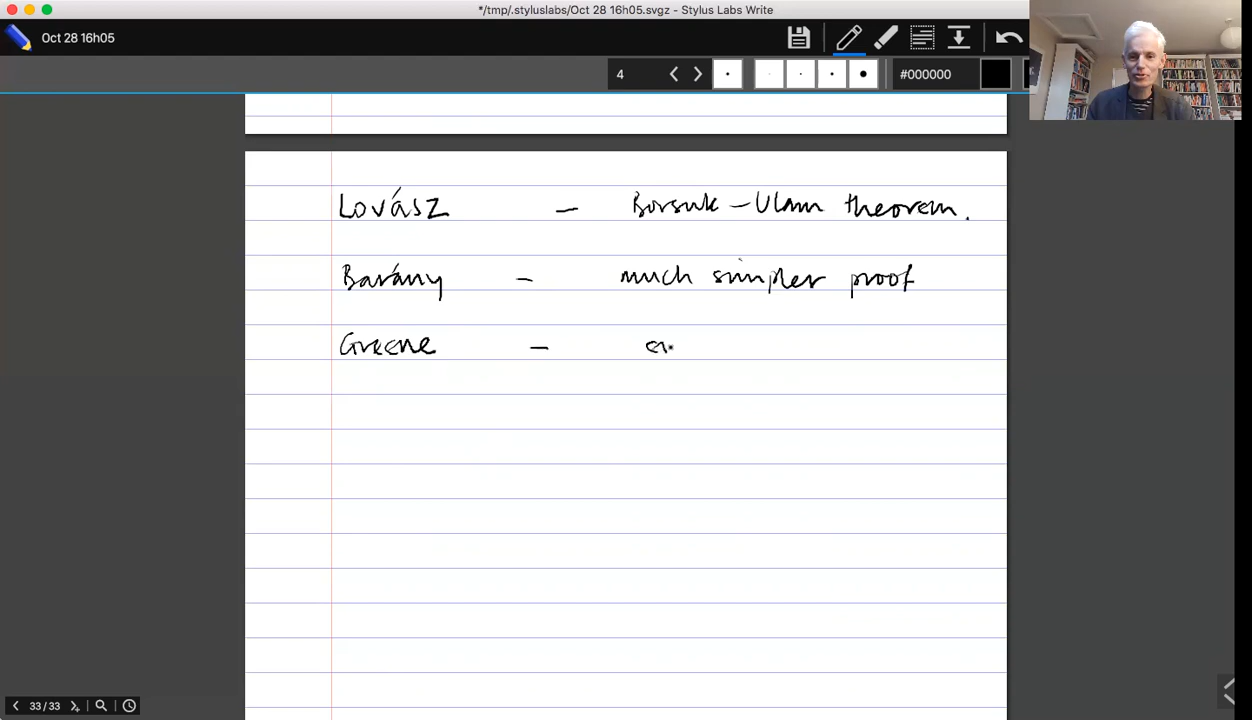 */tmp/.styluslabs/Oct 28 16h05.svgz - Stylus Labs Write
Oct 28 16h05
4
#000000
Lovász - Borsuk-Ulam theorem.
Barány - much simpler proof
Greene -
33/33